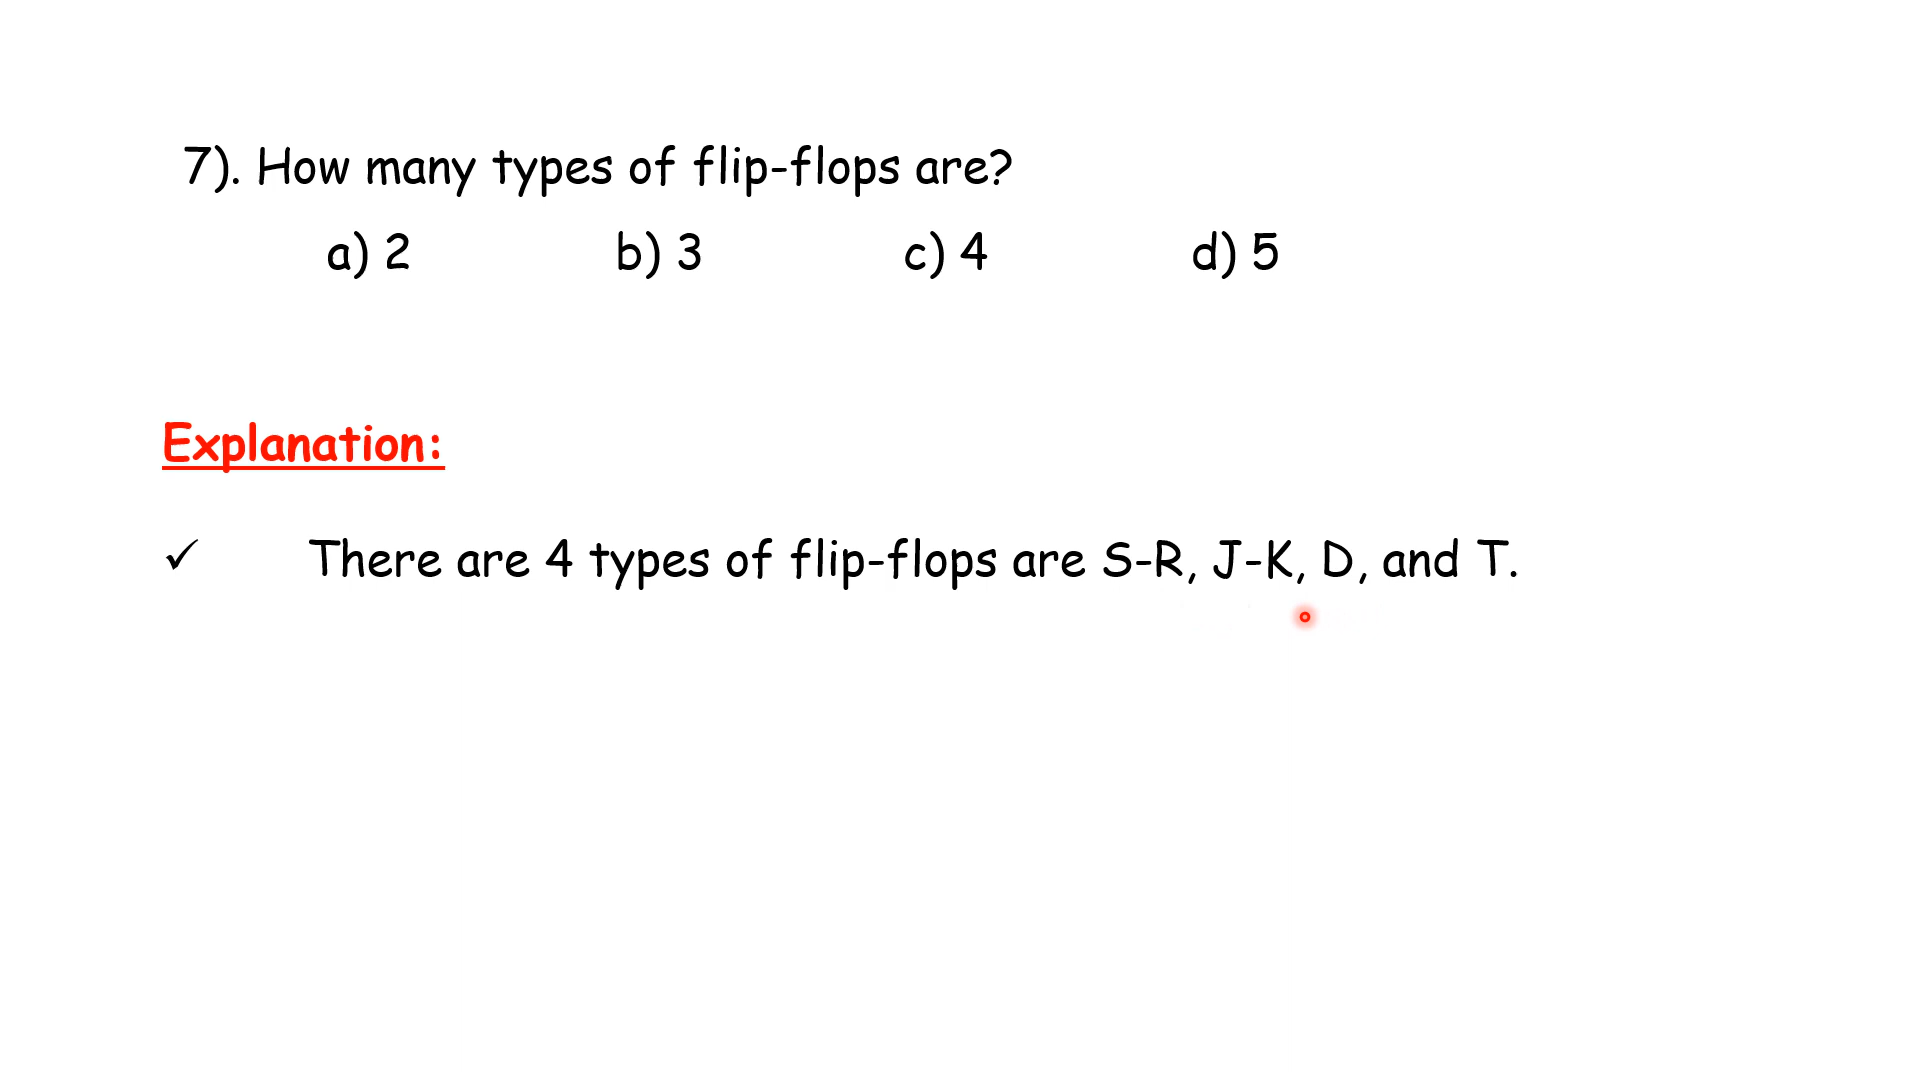 7). How many types of flip-flops are?
a) 2 b) 3 c) 4 d) 5
Explanation:
✓ There are 4 types of flip-flops are S-R, J-K, D, and T.